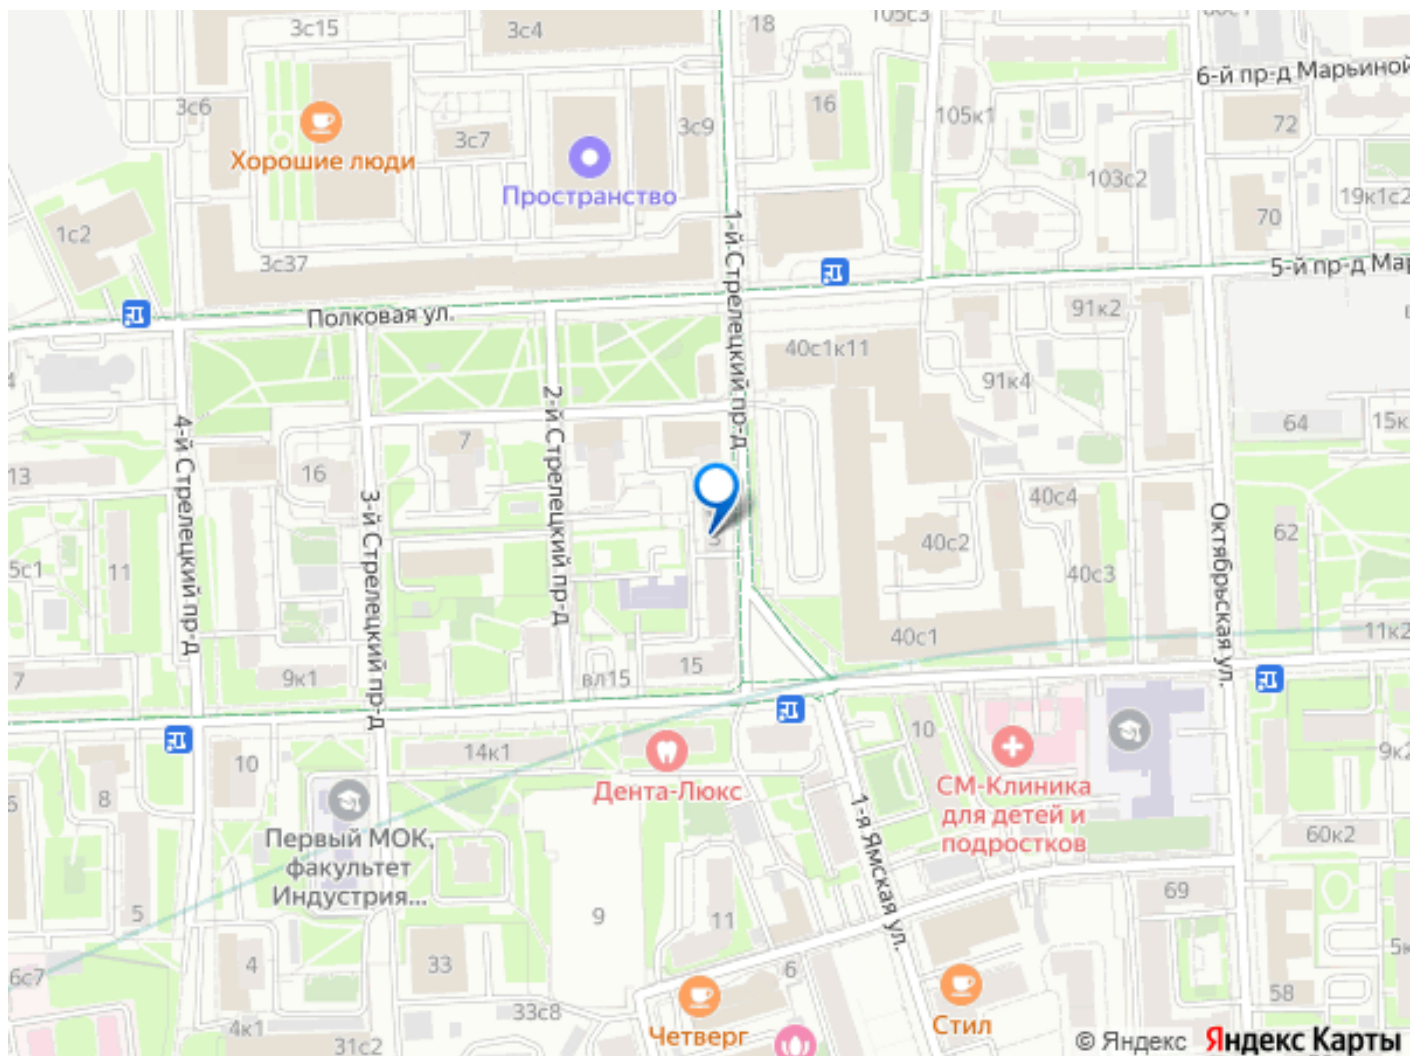 3с15
3с4
18
105с3
6-й пр-д Марьиной
3с6
3с7
3с9
16
105к1
72
Хорошие люди
Пространство
103с2
19к1с2
1с2
70
3с37
1-й Стрелецкий пр-д
5-й пр-д Мар
Полковая ул.
91к2
40с1к11
91к4
4-й Стрелецкий пр-д
2-й Стрелецкий пр-д
7
64
15к
13
16
3-й Стрелецкий пр-д
40с4
Октябрьская ул.
5с1
11
5
40с2
40с3
62
40с1
11к2
7
9к1
вл15
15
14к1
10
10
9к2
Дента-Люкс
СМ-Клиника
для детей и
подростков
8
1-я Ямская ул.
Первый МОК,
факультет
Индустрия...
60к2
5
9
11
69
6с7
4
33
6
5к
58
33с8
4к1
31с2
Четверг
Стил
© Яндекс Яндекс Карты